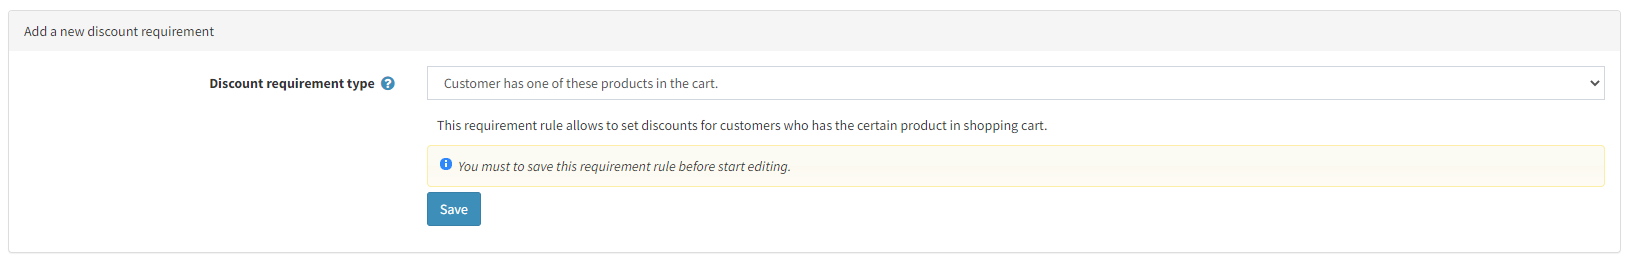 Add a new discount requirement
Discount requirement type ?
Customer has one of these products in the cart.
This requirement rule allows to set discounts for customers who has the certain product in shopping cart.
You must to save this requirement rule before start editing.
Save